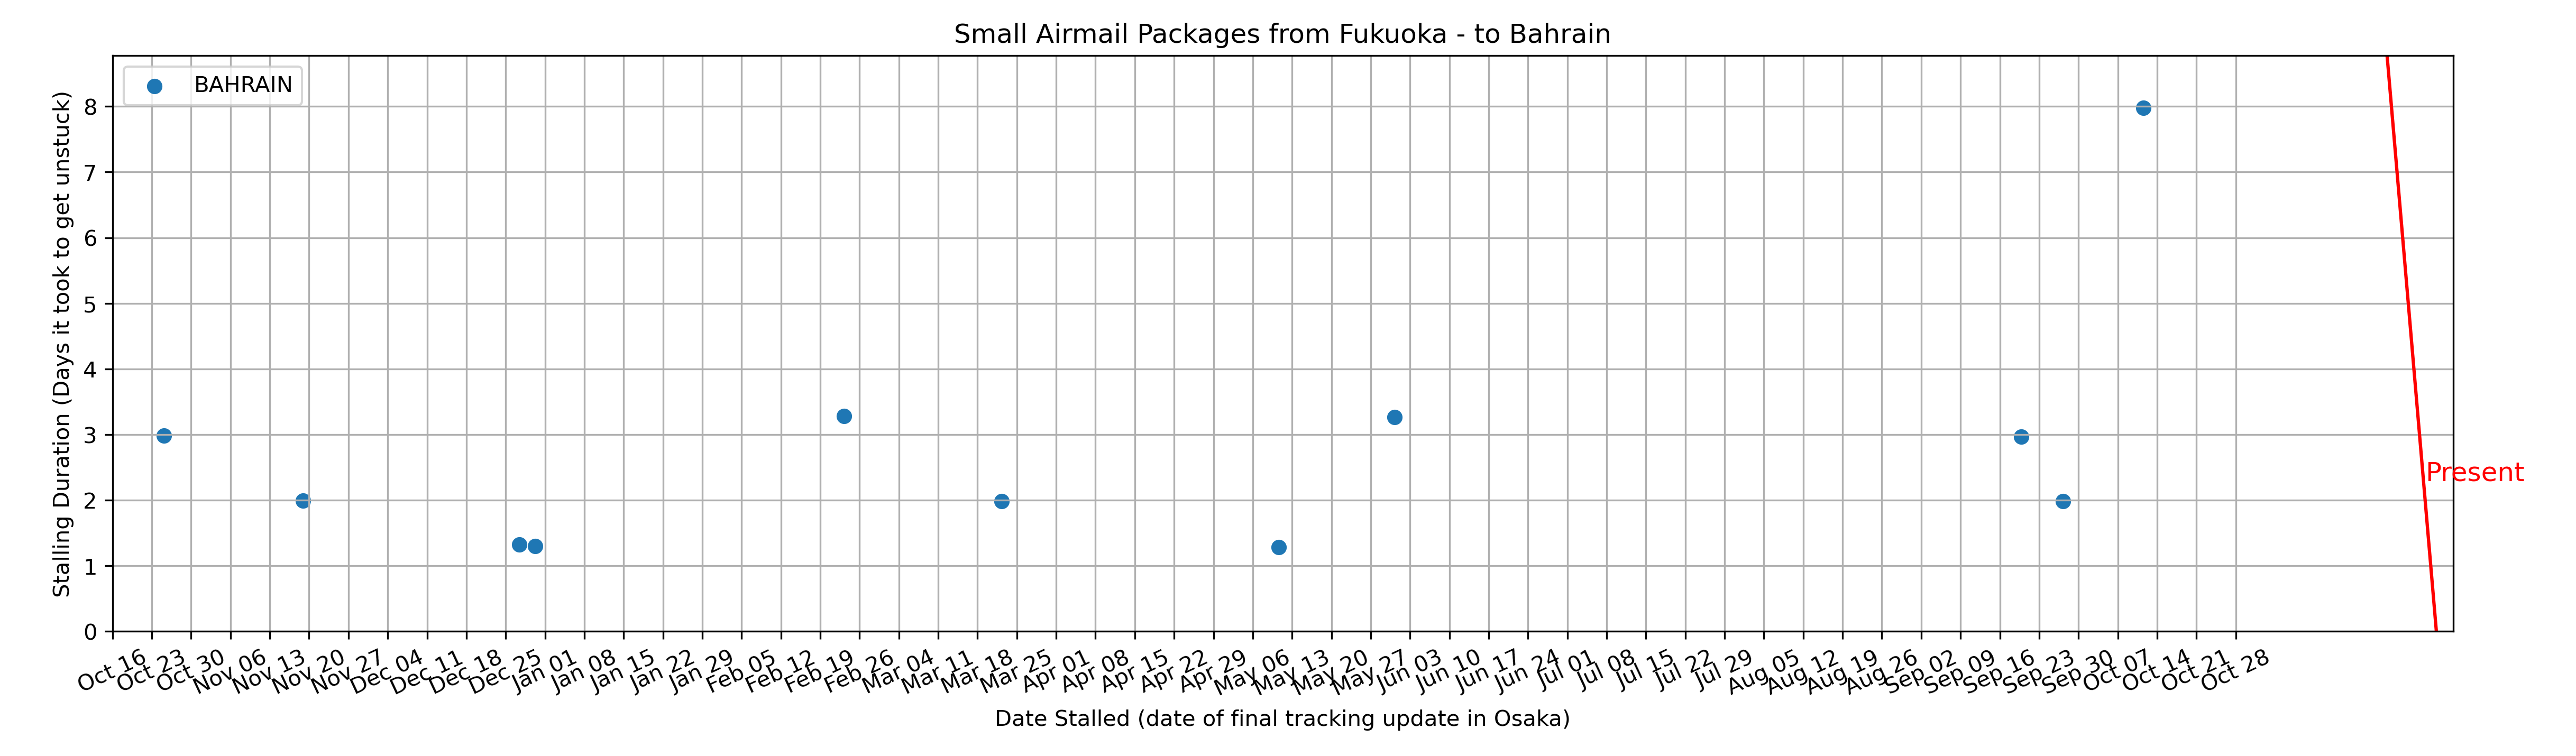 Small Airmail Packages from Fukuoka - to Bahrain
BAHRAIN
Stalling Duration (Days it took to get unstuck)
8
7
6
5
4
3
2
1
0
Present
Oct 16
Oct 23
Oct 30
Nov 06
Nov 13
Nov 20
Nov 27
Dec 04
Dec 11
Dec 18
Dec 25
Jan 01
Jan 08
Jan 15
Jan 22
Jan 29
Feb 05
Feb 12
Feb 19
Feb 26
Mar 04
Mar 11
Mar 18
Mar 25
Apr 01
Apr 08
Apr 15
Apr 22
Apr 29
May 06
May 13
May 20
May 27
Jun 03
Jun 10
Jun 17
Jun 24
Jul 01
Jul 08
Jul 15
Jul 22
Jul 29
Aug 05
Aug 12
Aug 19
Aug 26
Sep 02
Sep 09
Sep 16
Sep 23
Sep 30
Oct 07
Oct 14
Oct 21
Oct 28
Date Stalled (date of final tracking update in Osaka)